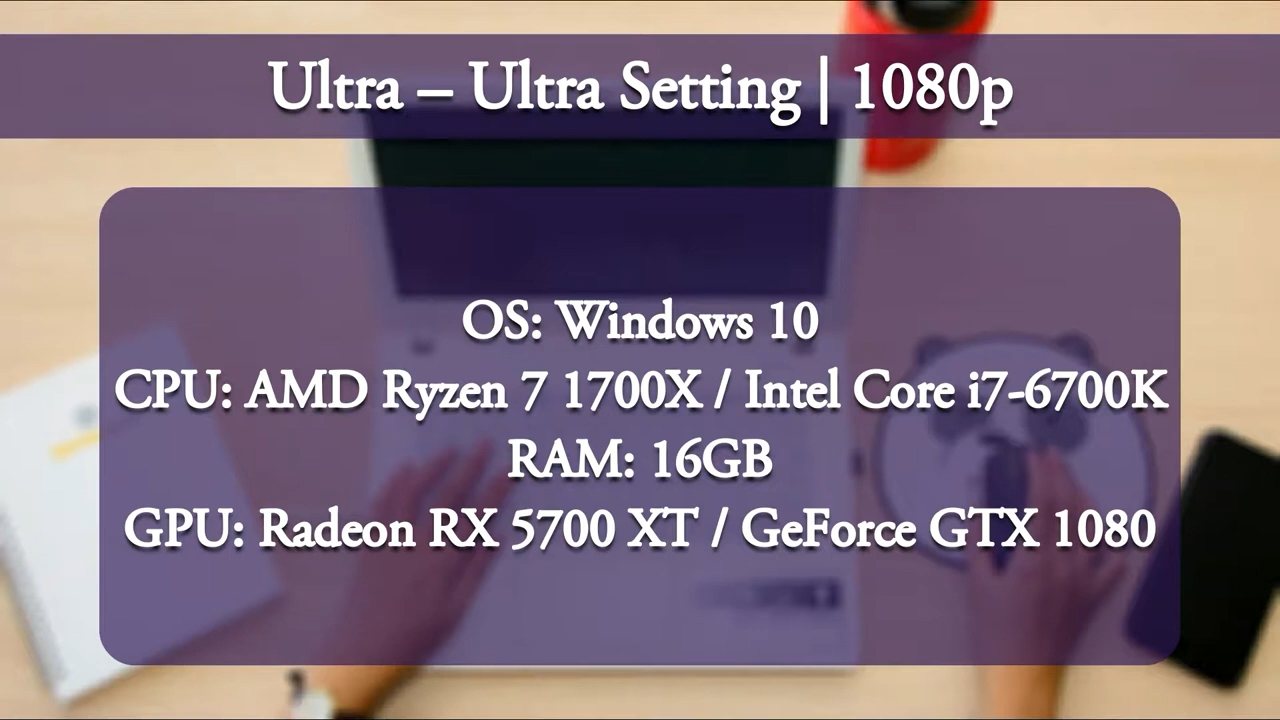 Ultra – Ultra Setting | 1080p
OS: Windows 10
CPU: AMD Ryzen 7 1700X / Intel Core i7-6700K
RAM: 16GB
GPU: Radeon RX 5700 XT / GeForce GTX 1080